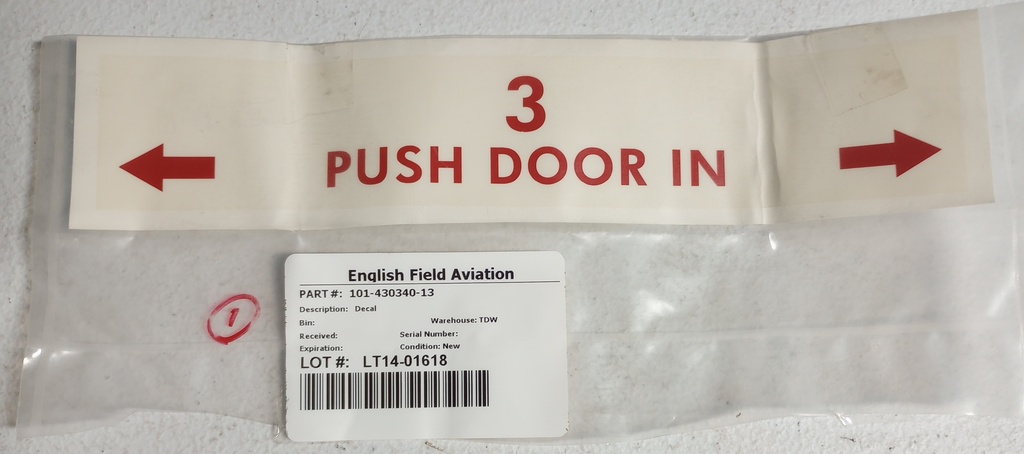 3
PUSH DOOR IN
English Field Aviation
PART #: 101-430340-13
Description: Decal
Bin: Warehouse: TDW
Received: Serial Number:
Expiration: Condition: New
LOT #: LT14-01618
1